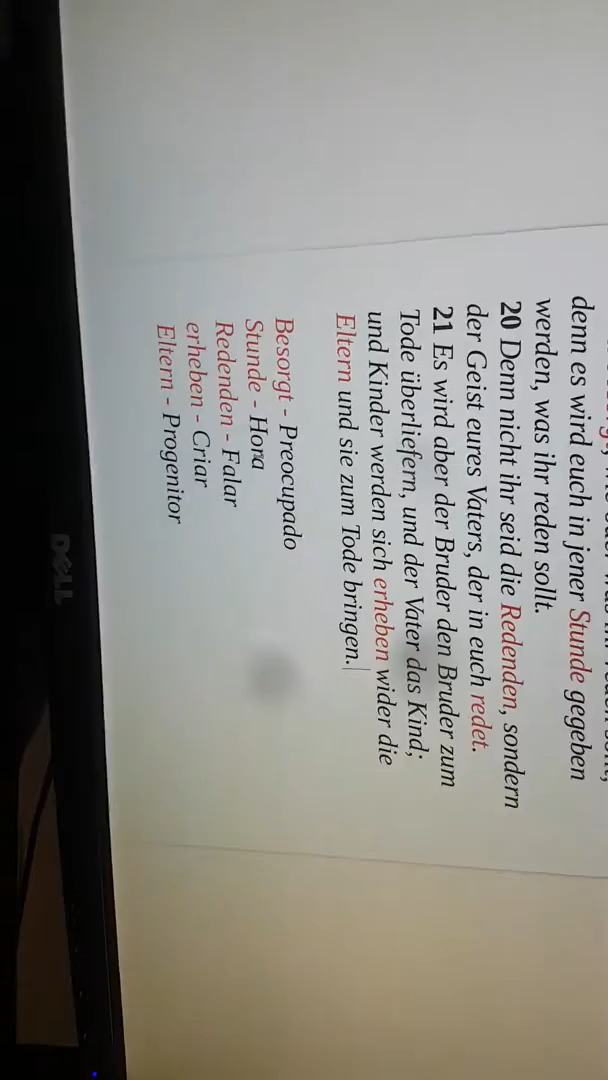 denn es wird euch in jener Stunde gegeben
werden, was ihr reden sollt.
20 Denn nicht ihr seid die Redenden, sondern
der Geist eures Vaters, der in euch redet.
21 Es wird aber der Bruder den Bruder zum
Tode überliefern, und der Vater das Kind;
und Kinder werden sich erheben wider die
Eltern und sie zum Tode bringen.
Besorgt - Preocupado
Stunde - Hora
Redenden - Falar
erheben - Criar
Eltern - Progenitor
DELL